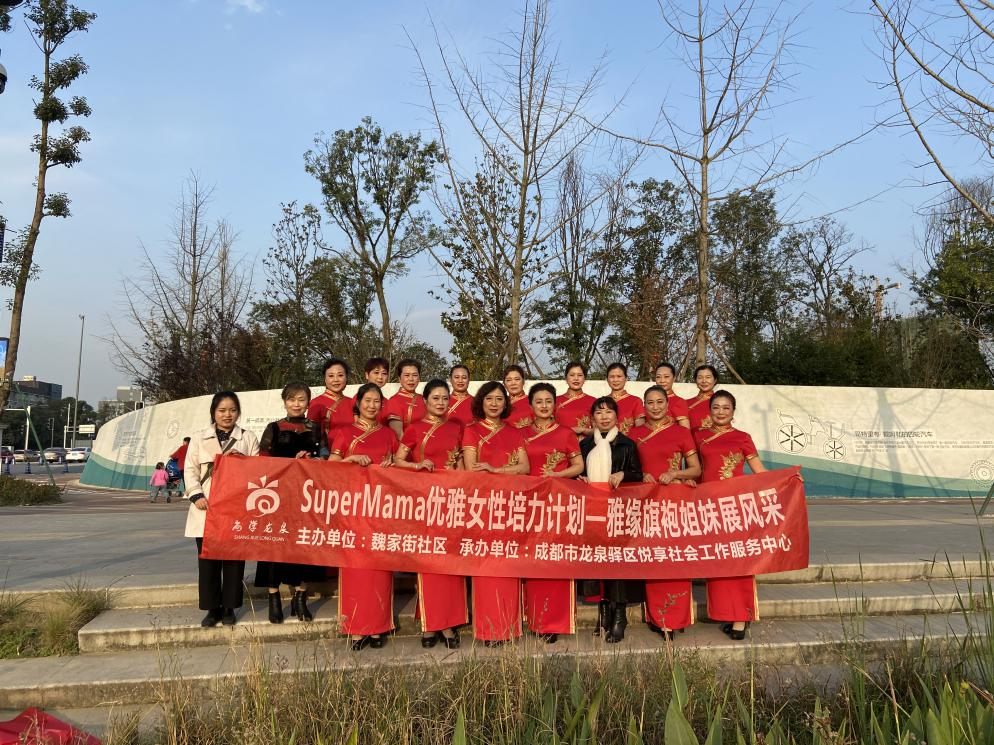 SuperMama优雅女性培力计划—雅缘旗袍姐妹展风采
尚学龙泉
SHANG XUE LONG QUAN
主办单位：魏家街社区 承办单位：成都市龙泉驿区悦享社会工作服务中心